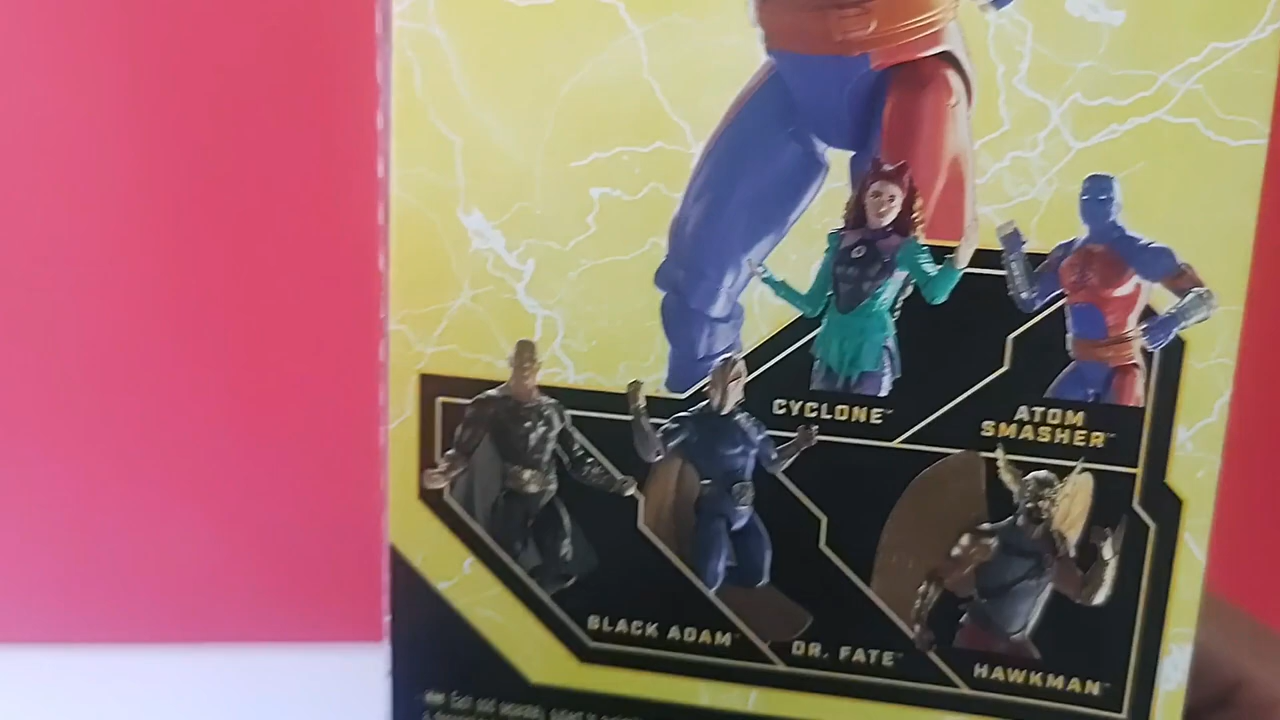 CYCLONE™
ATOM
SMASHER™
BLACK ADAM™
DR. FATE™
HAWKMAN™